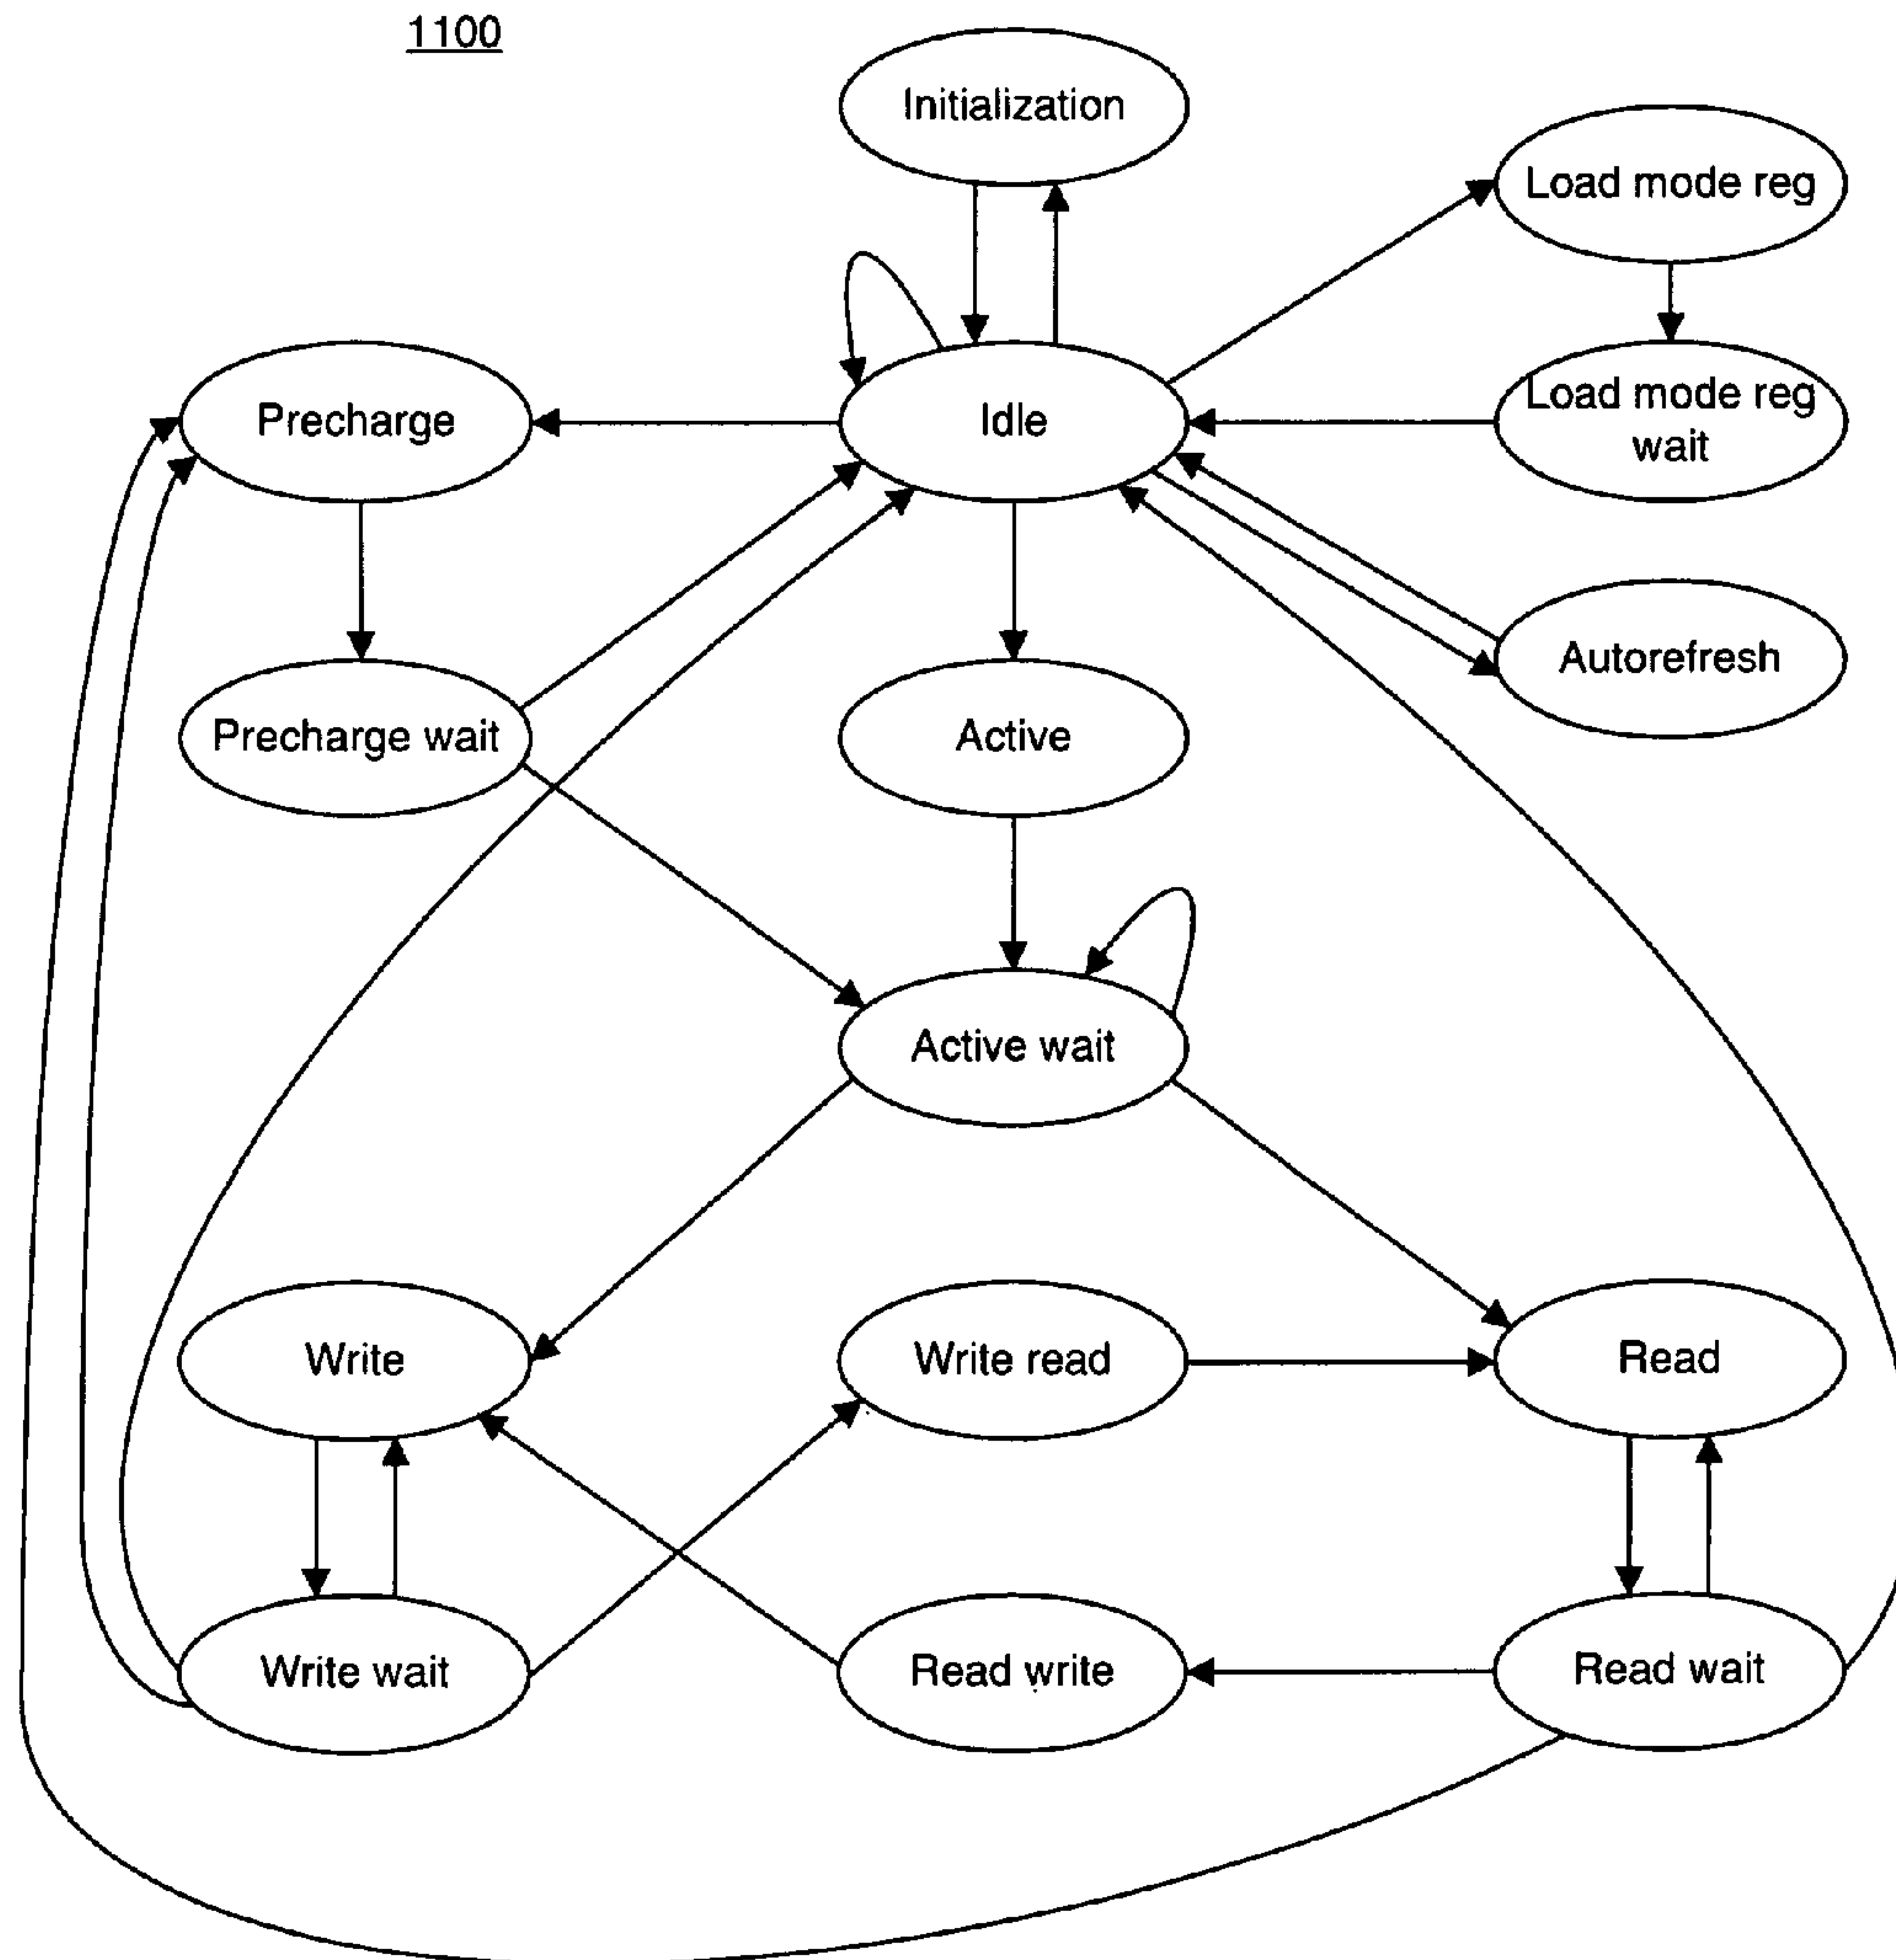 1100
Initialization
Load mode reg
Precharge
Idle
Load mode reg
wait
Autorefresh
Precharge wait
Active
Active wait
Write
Write read
Read
Write wait
Read write
Read wait